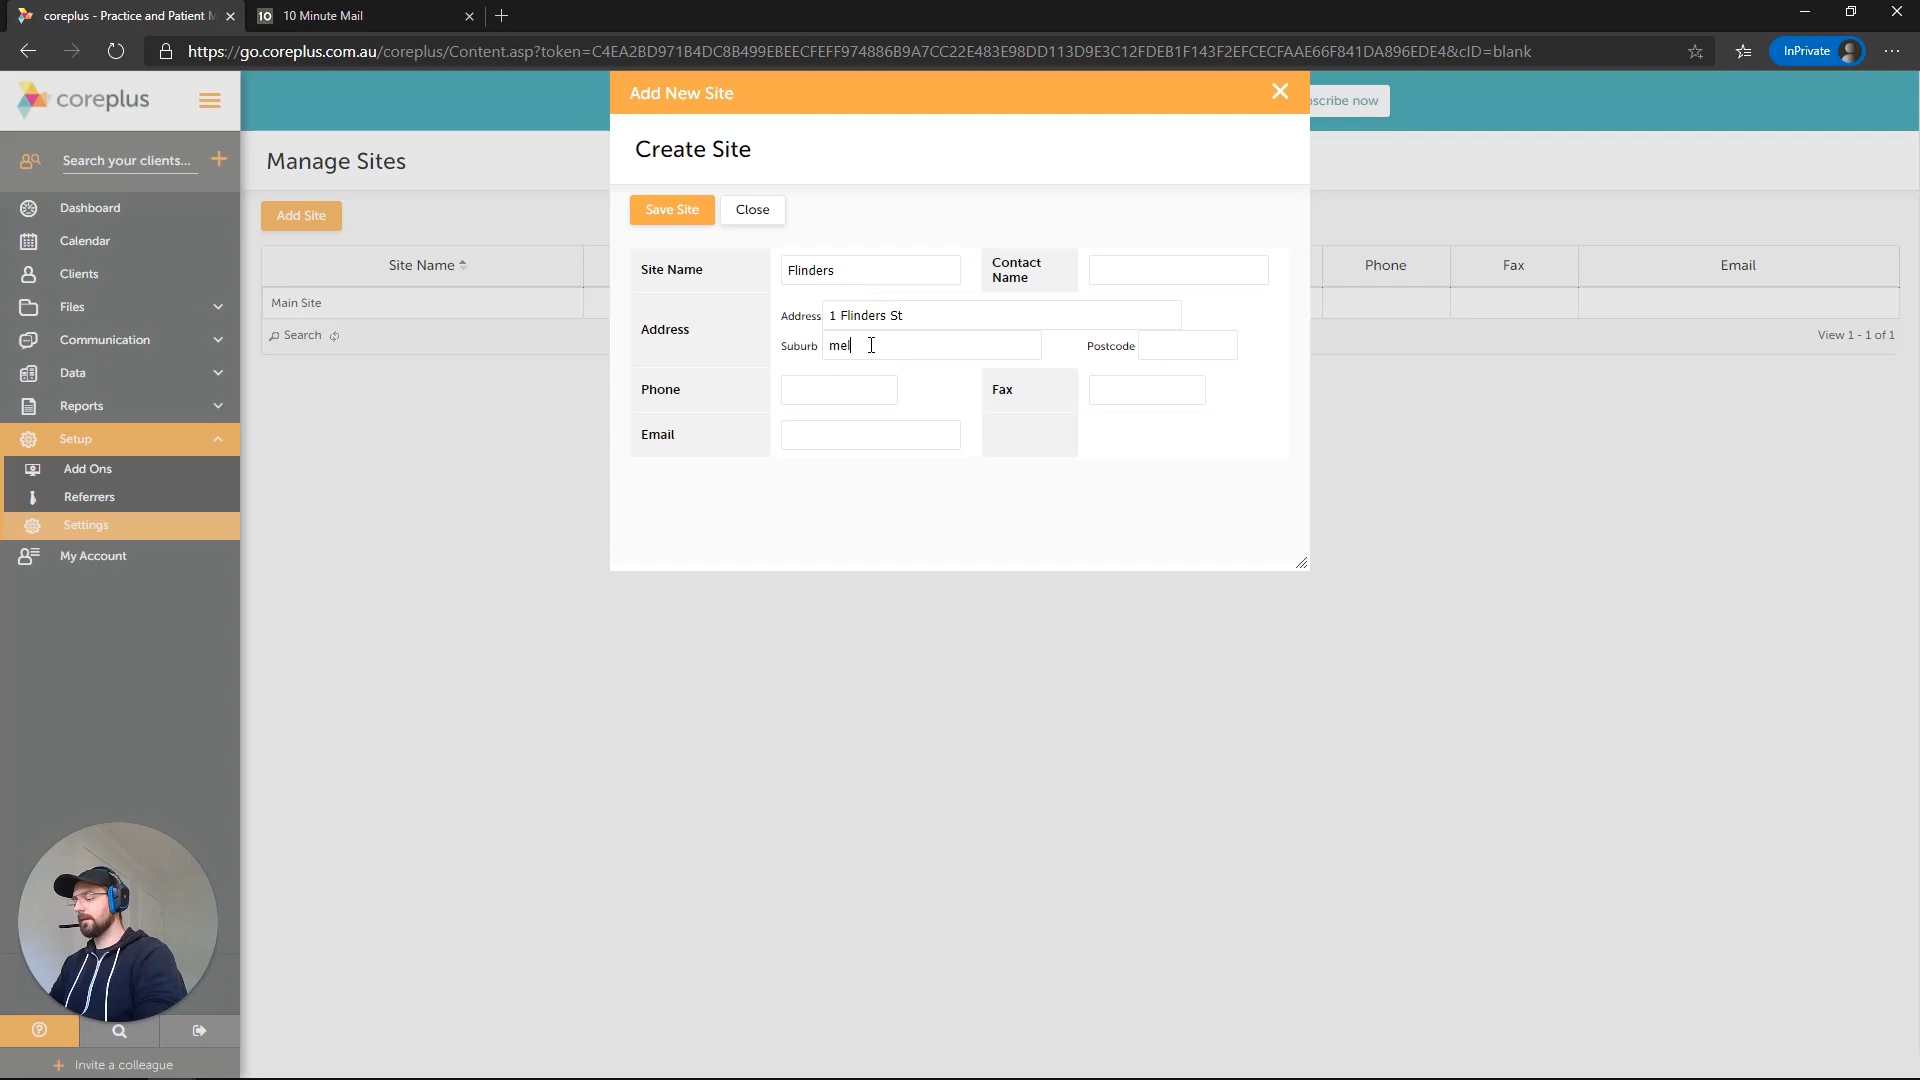 coreplus - Practice and Patient M
10 10 Minute Mail
https://go.coreplus.com.au/coreplus/Content.asp?token=C4EA2BD971B4DC8B499EBEECFEFF974886B9A7CC22E483E98DD113D9E3C12FDEB1F143F2EFCECFAAE66F841DA896EDE4&cID=blank
InPrivate
coreplus
Add New Site
scribe now
Search your clients...
Manage Sites
Create Site
Add Site
Save Site
Close
Dashboard
Calendar
Clients
Files
Communication
Data
Reports
Setup
Add Ons
Referrers
Settings
My Account
Site Name
Phone
Fax
Email
Main Site
Search
View 1 - 1 of 1
Site Name
Flinders
Contact
Name
Address
Address
1 Flinders St
Suburb
mel
Postcode
Phone
Fax
Email
Invite a colleague